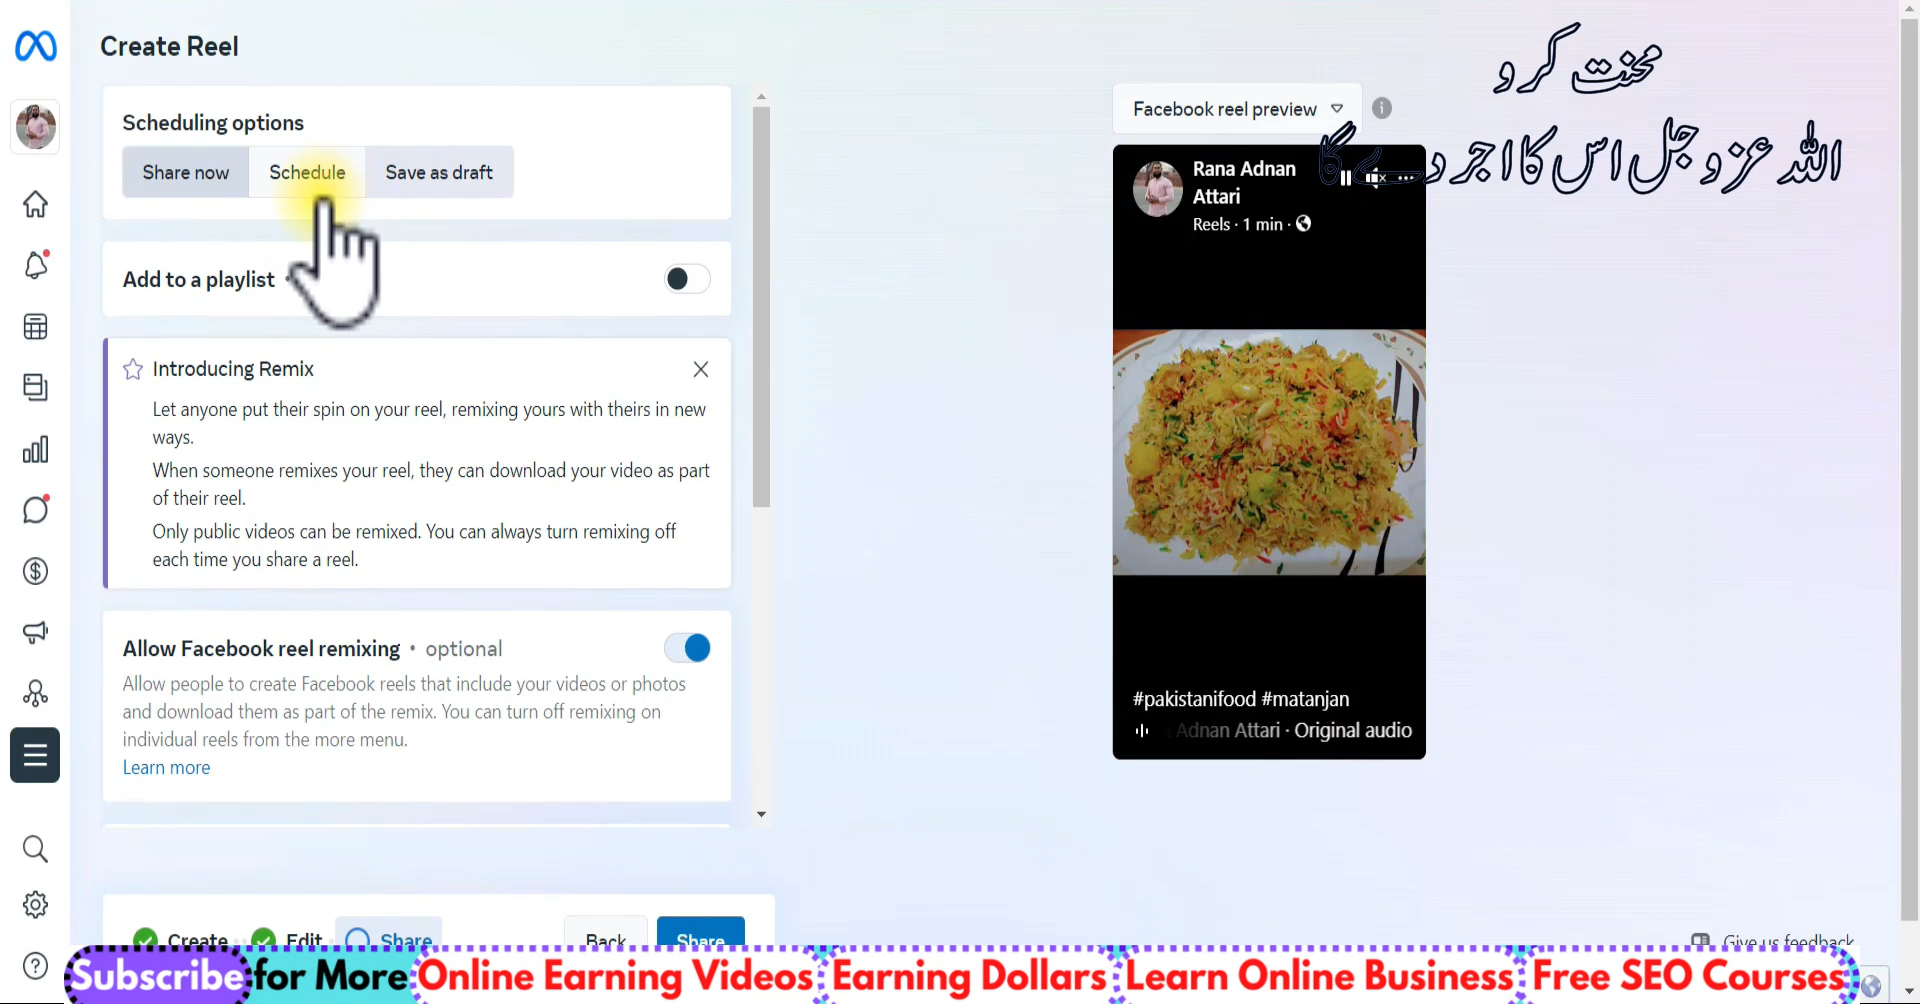 Create Reel
Scheduling options
Share now
Schedule
Save as draft
Add to a playlist
Introducing Remix
Let anyone put their spin on your reel, remixing yours with theirs in new
ways.
When someone remixes your reel, they can download your video as part
of their reel.
Only public videos can be remixed. You can always turn remixing off
each time you share a reel.
Allow Facebook reel remixing • optional
Allow people to create Facebook reels that include your videos or photos
and download them as part of the remix. You can turn off remixing on
individual reels from the more menu.
Learn more
Create
Edit
Share
Back
Share
Facebook reel preview
محنت کرو
اللہ عزوجل اس کا اجر دے گا
Rana Adnan
Attari
Reels · 1 min ·
#pakistanifood #matanjan
Adnan Attari · Original audio
Give us feedback
Subscribe for More Online Earning Videos Earning Dollars Learn Online Business Free SEO Courses